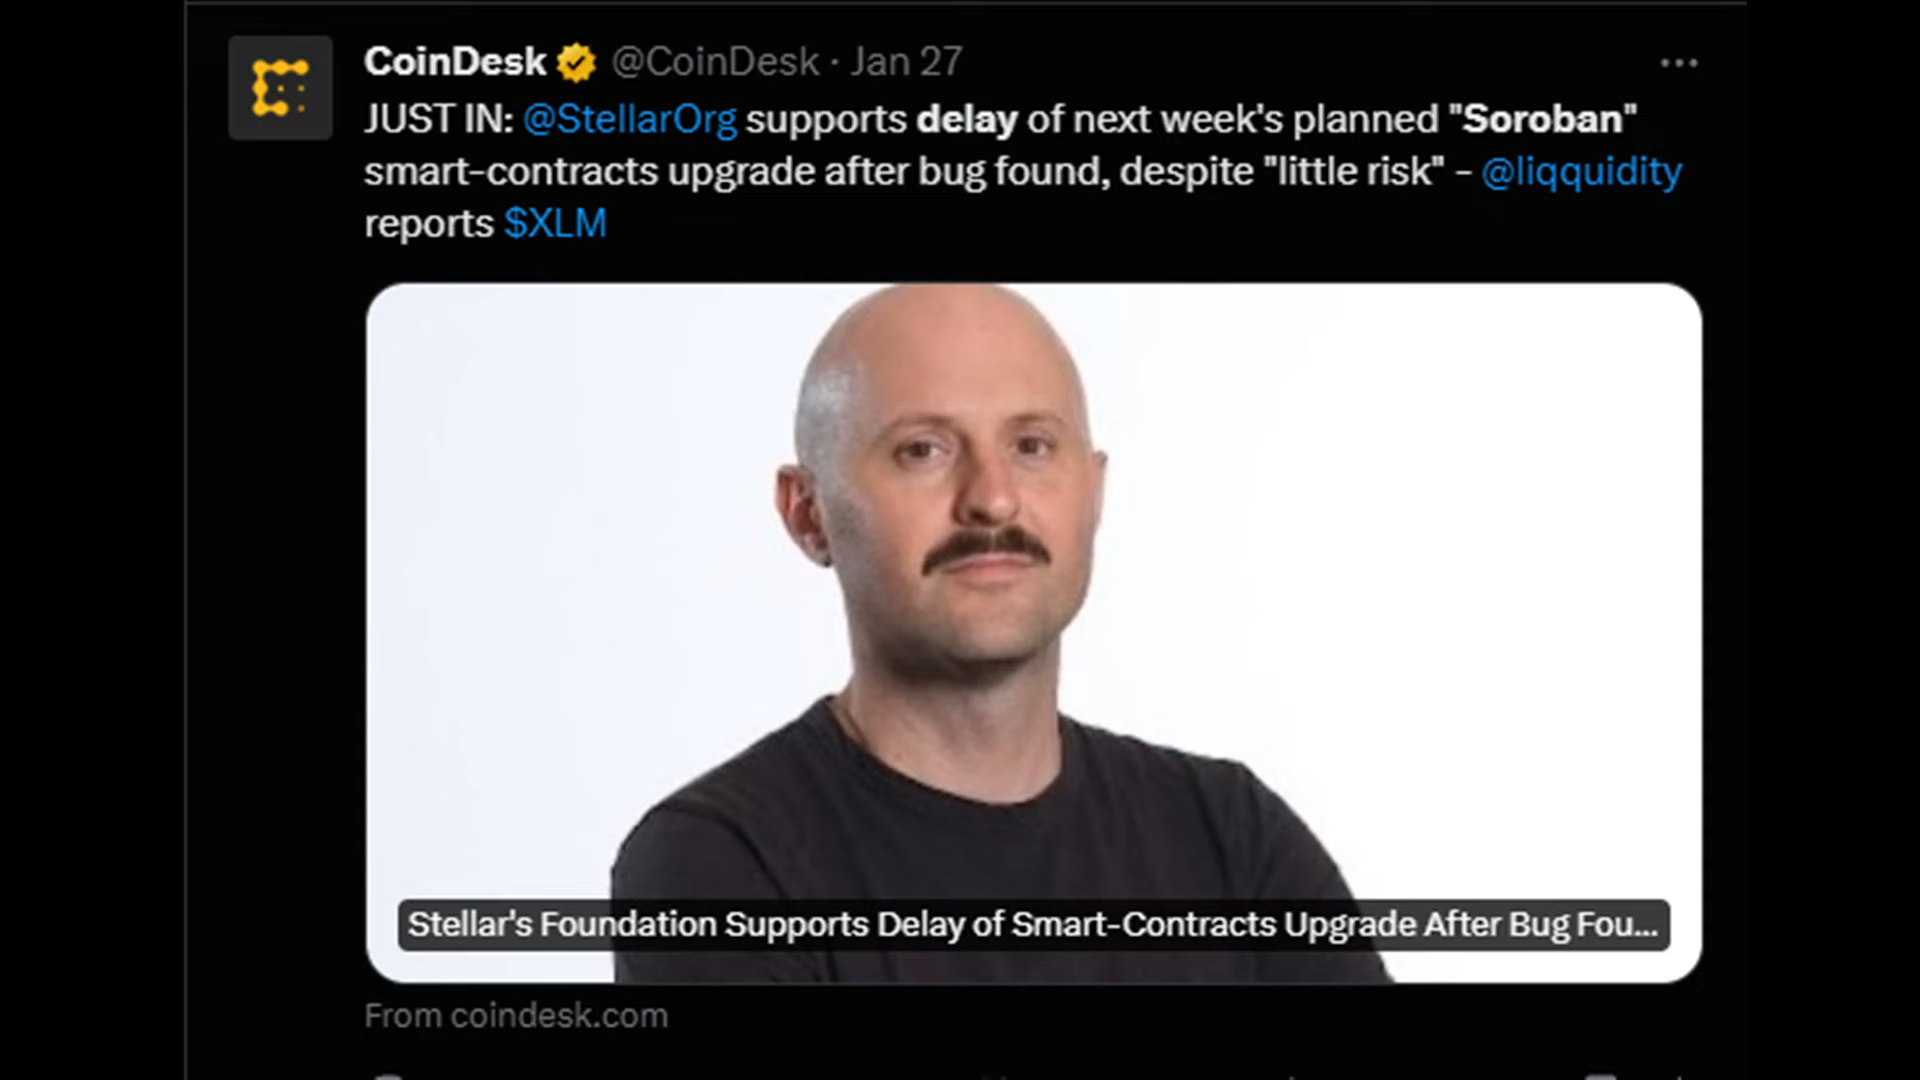 CoinDesk @CoinDesk · Jan 27
JUST IN: @StellarOrg supports delay of next week's planned "Soroban"
smart-contracts upgrade after bug found, despite "little risk" - @liqquidity
reports $XLM
Stellar's Foundation Supports Delay of Smart-Contracts Upgrade After Bug Fou...
From coindesk.com